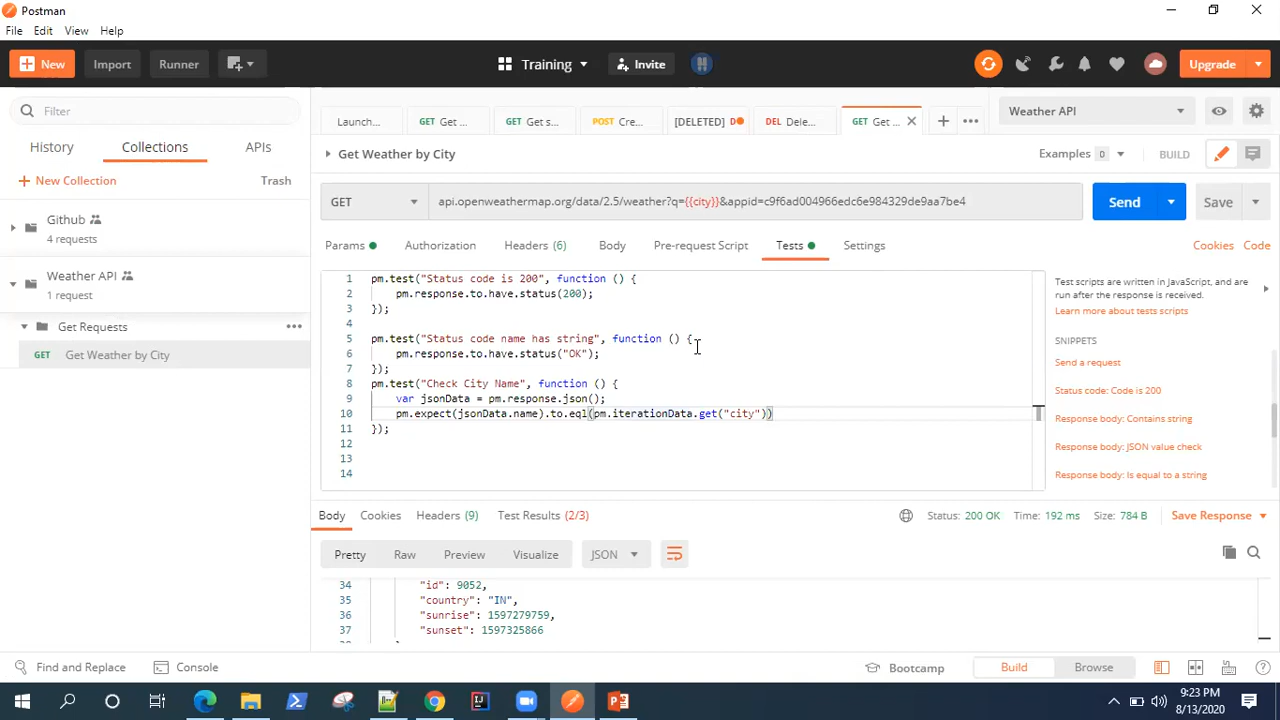 Postman
File Edit View Help
New Import Runner Training Invite Upgrade
Filter
History Collections APIs
New Collection Trash
Github
4 requests
Weather API
1 request
Get Requests
GET Get Weather by City
Launch... GET Get ... GET Get s... POST Cre... [DELETED] D DEL Dele... GET Get ... Weather API
Get Weather by City Examples 0 BUILD
GET api.openweathermap.org/data/2.5/weather?q={{city}}&appid=c9f6ad004966edc6e984329de9aa7be4 Send Save
Params Authorization Headers (6) Body Pre-request Script Tests Settings Cookies Code
1 pm.test("Status code is 200", function () {
2 pm.response.to.have.status(200);
3 });
4
5 pm.test("Status code name has string", function () {
6 pm.response.to.have.status("OK");
7 });
8 pm.test("Check City Name", function () {
9 var jsonData = pm.response.json();
10 pm.expect(jsonData.name).to.eql(pm.iterationData.get("city"))
11 });
12
13
14
Test scripts are written in JavaScript, and are
run after the response is received.
Learn more about tests scripts
SNIPPETS
Send a request
Status code: Code is 200
Response body: Contains string
Response body: JSON value check
Response body: Is equal to a string
Body Cookies Headers (9) Test Results (2/3) Status: 200 OK Time: 192 ms Size: 784 B Save Response
Pretty Raw Preview Visualize JSON
34 "id": 9052,
35 "country": "IN",
36 "sunrise": 1597279759,
37 "sunset": 1597325866
Find and Replace Console Bootcamp Build Browse
9:23 PM
8/13/2020